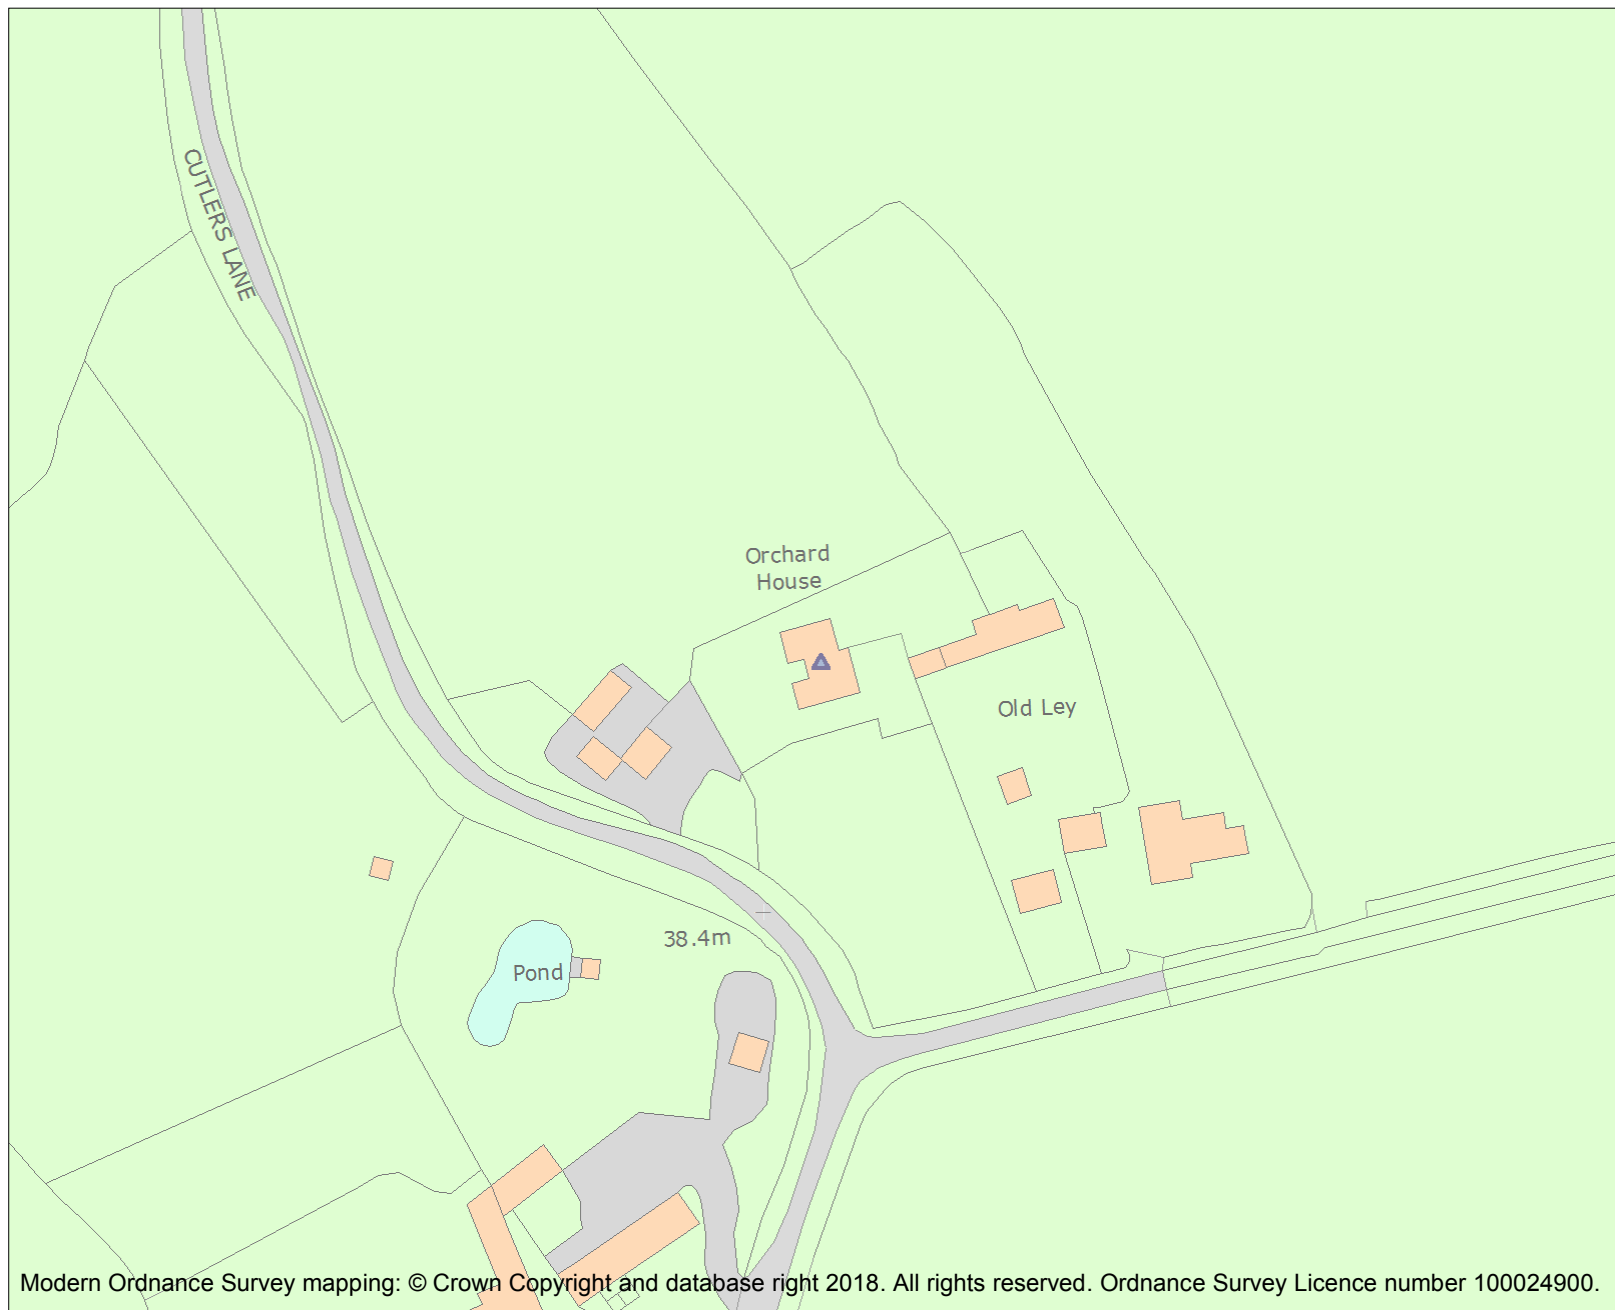 CUTLERS LANE
Orchard
House
Old Ley
38.4m
Pond
Modern Ordnance Survey mapping: © Crown Copyright and database right 2018. All rights reserved. Ordnance Survey Licence number 100024900.